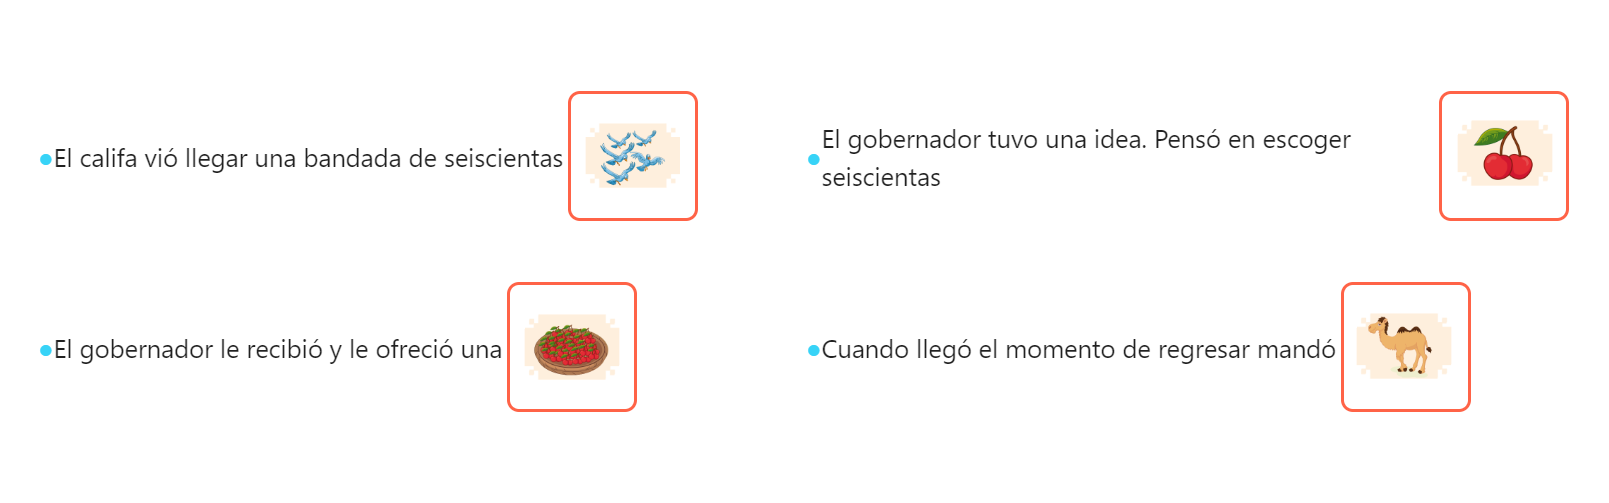 El califa vió llegar una bandada de seiscientas
El gobernador tuvo una idea. Pensó en escoger
seiscientas
El gobernador le recibió y le ofreció una
Cuando llegó el momento de regresar mandó